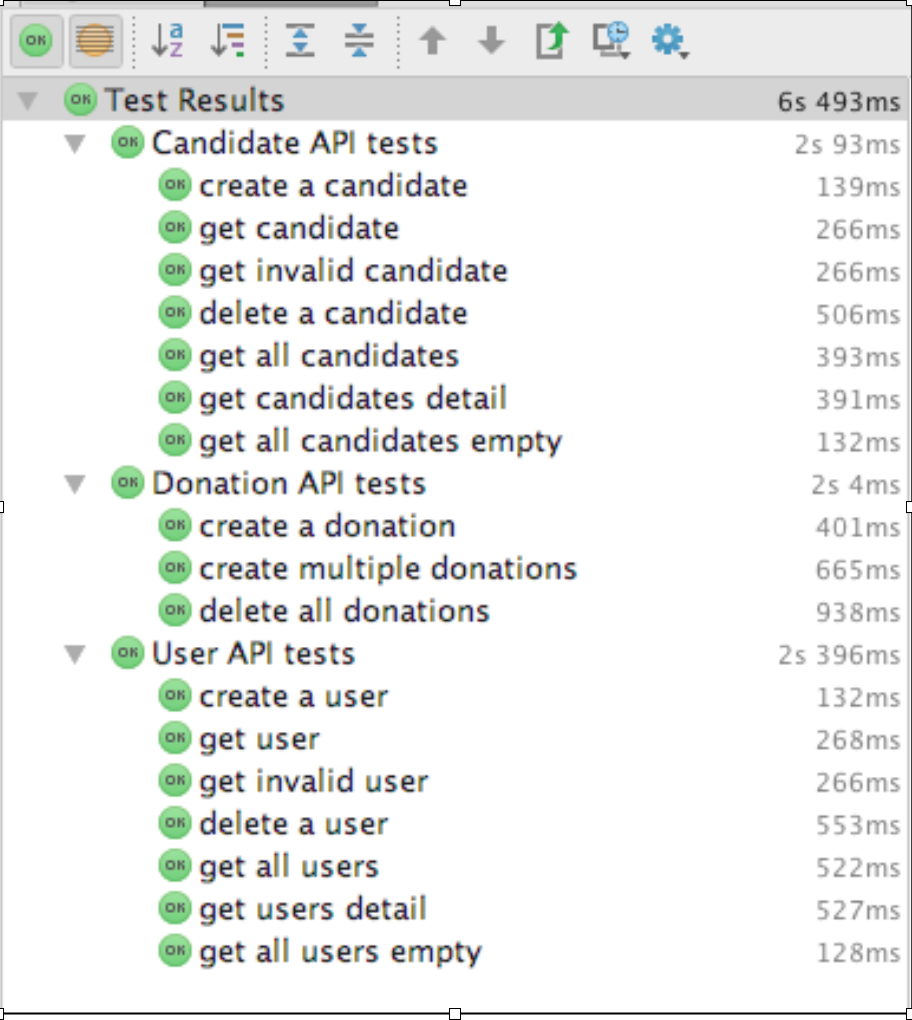 OK
a
z
OK Test Results 6s 493ms
OK Candidate API tests 2s 93ms
OK create a candidate 139ms
OK get candidate 266ms
OK get invalid candidate 266ms
OK delete a candidate 506ms
OK get all candidates 393ms
OK get candidates detail 391ms
OK get all candidates empty 132ms
OK Donation API tests 2s 4ms
OK create a donation 401ms
OK create multiple donations 665ms
OK delete all donations 938ms
OK User API tests 2s 396ms
OK create a user 132ms
OK get user 268ms
OK get invalid user 266ms
OK delete a user 553ms
OK get all users 522ms
OK get users detail 527ms
OK get all users empty 128ms